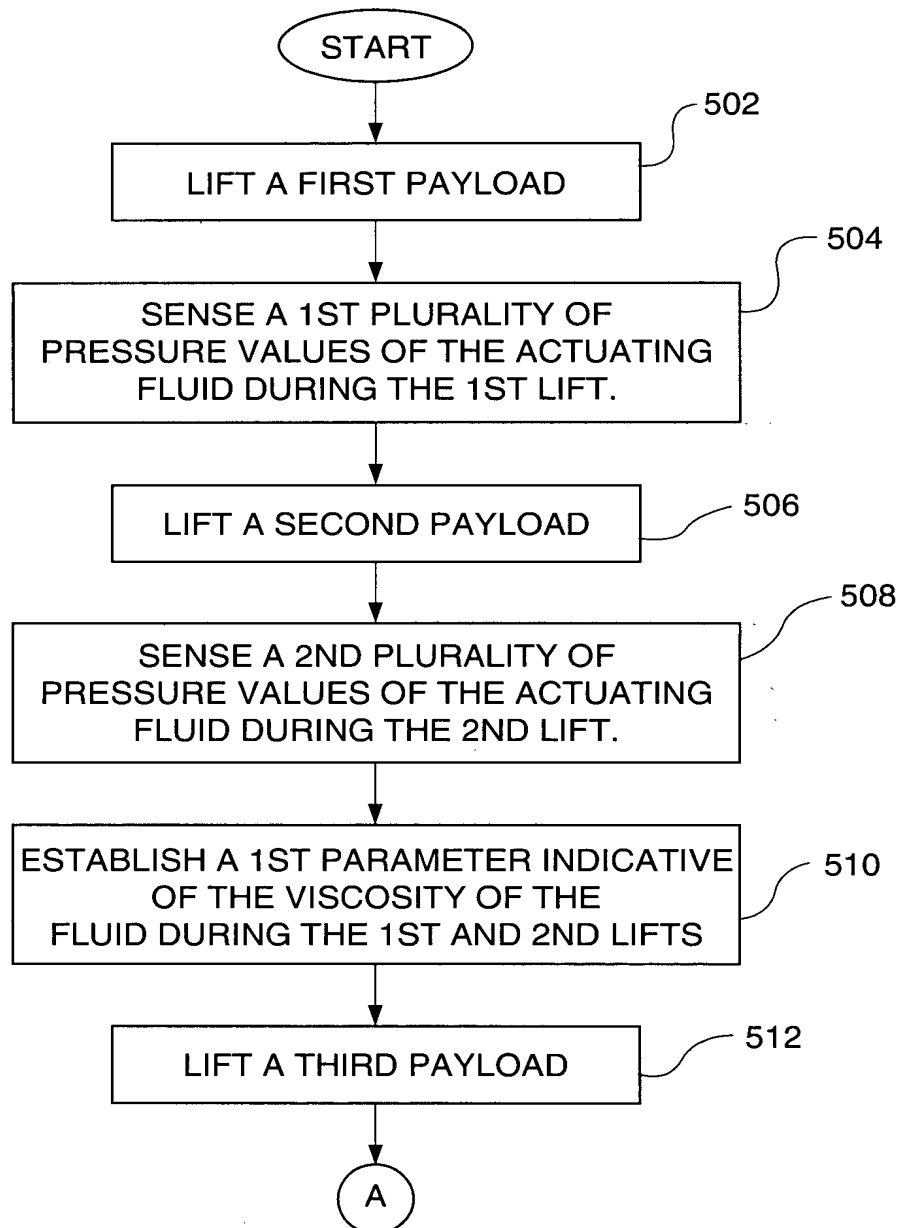 START
502
LIFT A FIRST PAYLOAD
504
SENSE A 1ST PLURALITY OF
PRESSURE VALUES OF THE ACTUATING
FLUID DURING THE 1ST LIFT.
LIFT A SECOND PAYLOAD
506
508
SENSE A 2ND PLURALITY OF
PRESSURE VALUES OF THE ACTUATING
FLUID DURING THE 2ND LIFT.
ESTABLISH A 1ST PARAMETER INDICATIVE
OF THE VISCOSITY OF THE
FLUID DURING THE 1ST AND 2ND LIFTS
510
LIFT A THIRD PAYLOAD
512
A